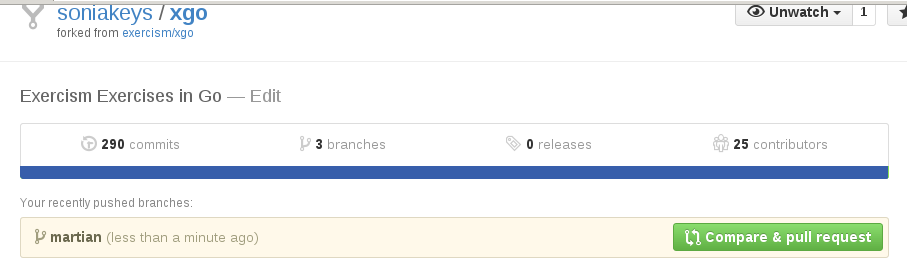 soniakeys / xgo
Unwatch 1
forked from exercism/xgo
Exercism Exercises in Go — Edit
290 commits 3 branches 0 releases 25 contributors
Your recently pushed branches:
martian (less than a minute ago) Compare & pull request